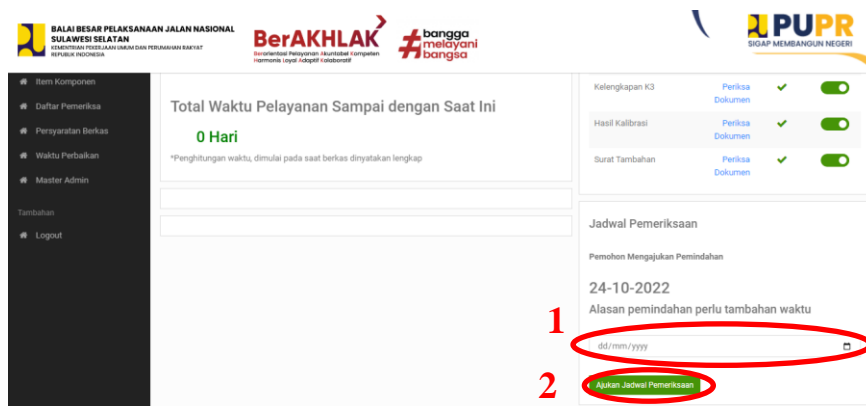 BALAI BESAR PELAKSANAAN JALAN NASIONAL
SULAWESI SELATAN
KEMENTRIAN PEKERJAAN UMUM DAN PERUMAHAN RAKYAT
REPUBLIK INDONESIA
BerAKHLAK
Berorientasi Pelayanan Akuntabel Kompeten
Harmonis Loyal Adaptif Kolaboratif
#bangga
melayani
bangsa
PUPR
SIGAP MEMBANGUN NEGERI
Item Komponen
Daftar Pemeriksa
Persyaratan Berkas
Waktu Perbaikan
Master Admin
Tambahan
Logout
Total Waktu Pelayanan Sampai dengan Saat Ini
0 Hari
*Penghitungan waktu, dimulai pada saat berkas dinyatakan lengkap
Kelengkapan K3 Periksa
Dokumen
Hasil Kalibrasi Periksa
Dokumen
Surat Tambahan Periksa
Dokumen
Jadwal Pemeriksaan
Pemohon Mengajukan Pemindahan
24-10-2022
Alasan pemindahan perlu tambahan waktu
1
dd/mm/yyyy
2
Ajukan Jadwal Pemeriksaan